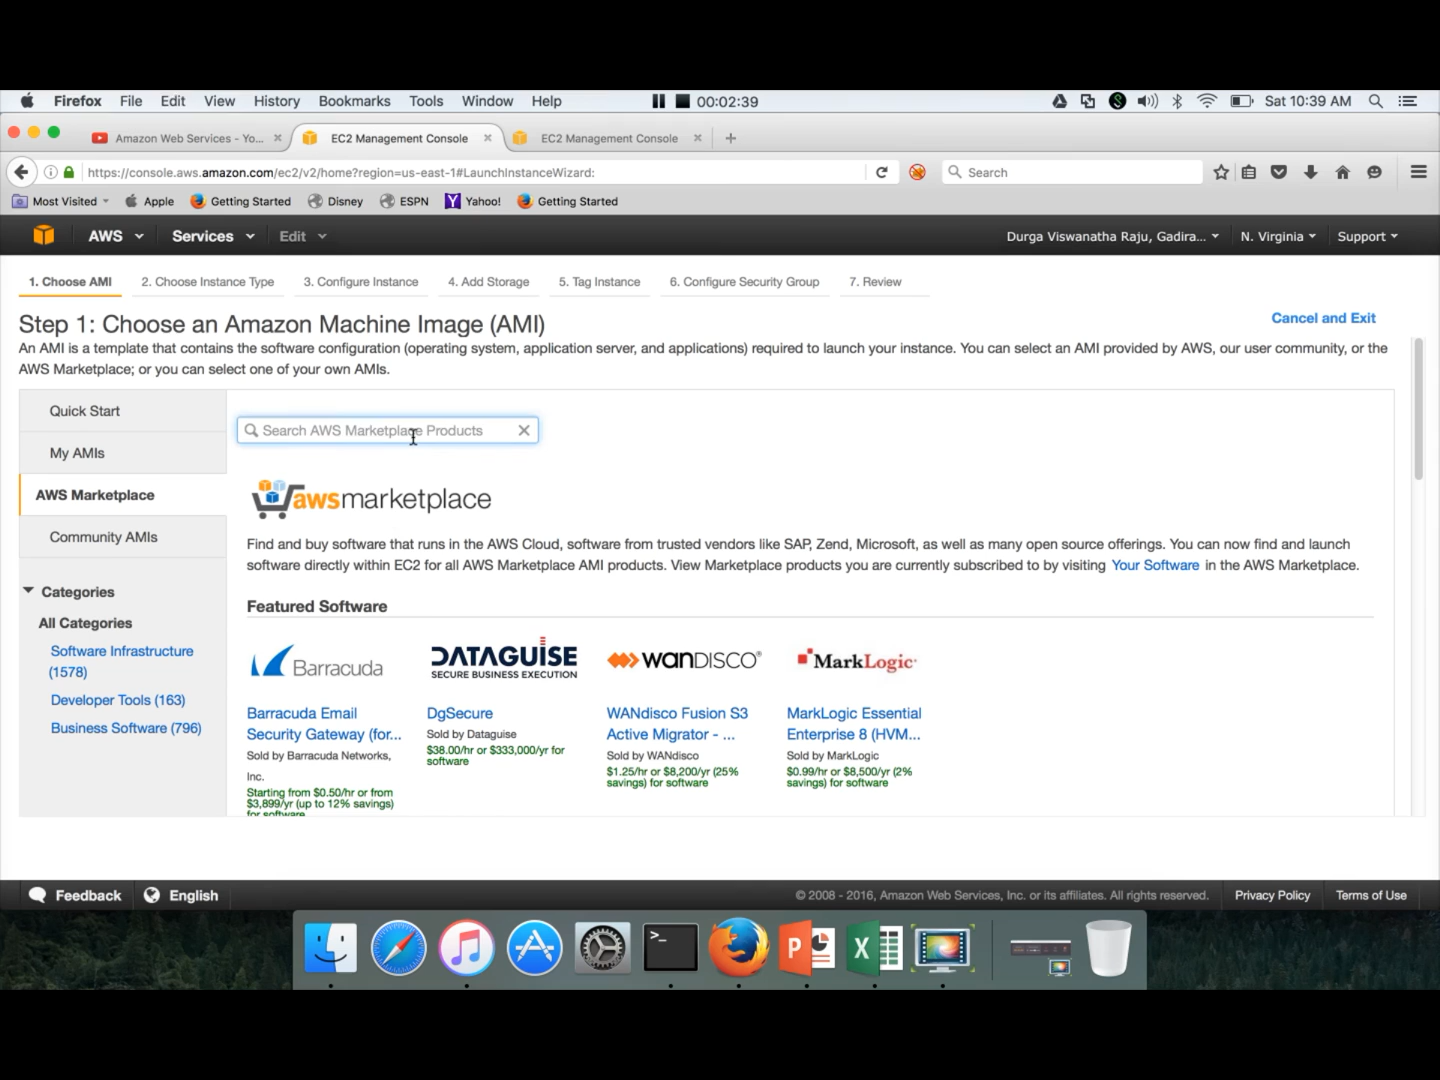 Firefox File Edit View History Bookmarks Tools Window Help 00:02:39 Sat 10:39 AM
Amazon Web Services - Yo... EC2 Management Console EC2 Management Console
https://console.aws.amazon.com/ec2/v2/home?region=us-east-1#LaunchInstanceWizard: Search
Most Visited Apple Getting Started Disney ESPN Yahoo! Getting Started
AWS Services Edit Durga Viswanatha Raju, Gadira... N. Virginia Support
1. Choose AMI 2. Choose Instance Type 3. Configure Instance 4. Add Storage 5. Tag Instance 6. Configure Security Group 7. Review
Step 1: Choose an Amazon Machine Image (AMI)
Cancel and Exit
An AMI is a template that contains the software configuration (operating system, application server, and applications) required to launch your instance. You can select an AMI provided by AWS, our user community, or the
AWS Marketplace; or you can select one of your own AMIs.
Quick Start
My AMIs
AWS Marketplace
Community AMIs
Categories
All Categories
Software Infrastructure
(1578)
Developer Tools (163)
Business Software (796)
Search AWS Marketplace Products
awsmarketplace
Find and buy software that runs in the AWS Cloud, software from trusted vendors like SAP, Zend, Microsoft, as well as many open source offerings. You can now find and launch
software directly within EC2 for all AWS Marketplace AMI products. View Marketplace products you are currently subscribed to by visiting Your Software in the AWS Marketplace.
Featured Software
Barracuda
Barracuda Email
Security Gateway (for...
Sold by Barracuda Networks,
Inc.
Starting from $0.50/hr or from
$3,899/yr (up to 12% savings)
for software
DATAGUISE
SECURE BUSINESS EXECUTION
DgSecure
Sold by Dataguise
$38.00/hr or $333,000/yr for
software
WANDISCO
WANdisco Fusion S3
Active Migrator - ...
Sold by WANdisco
$1.25/hr or $8,200/yr (25%
savings) for software
MarkLogic
MarkLogic Essential
Enterprise 8 (HVM...
Sold by MarkLogic
$0.99/hr or $8,500/yr (2%
savings) for software
Feedback English © 2008 - 2016, Amazon Web Services, Inc. or its affiliates. All rights reserved. Privacy Policy Terms of Use